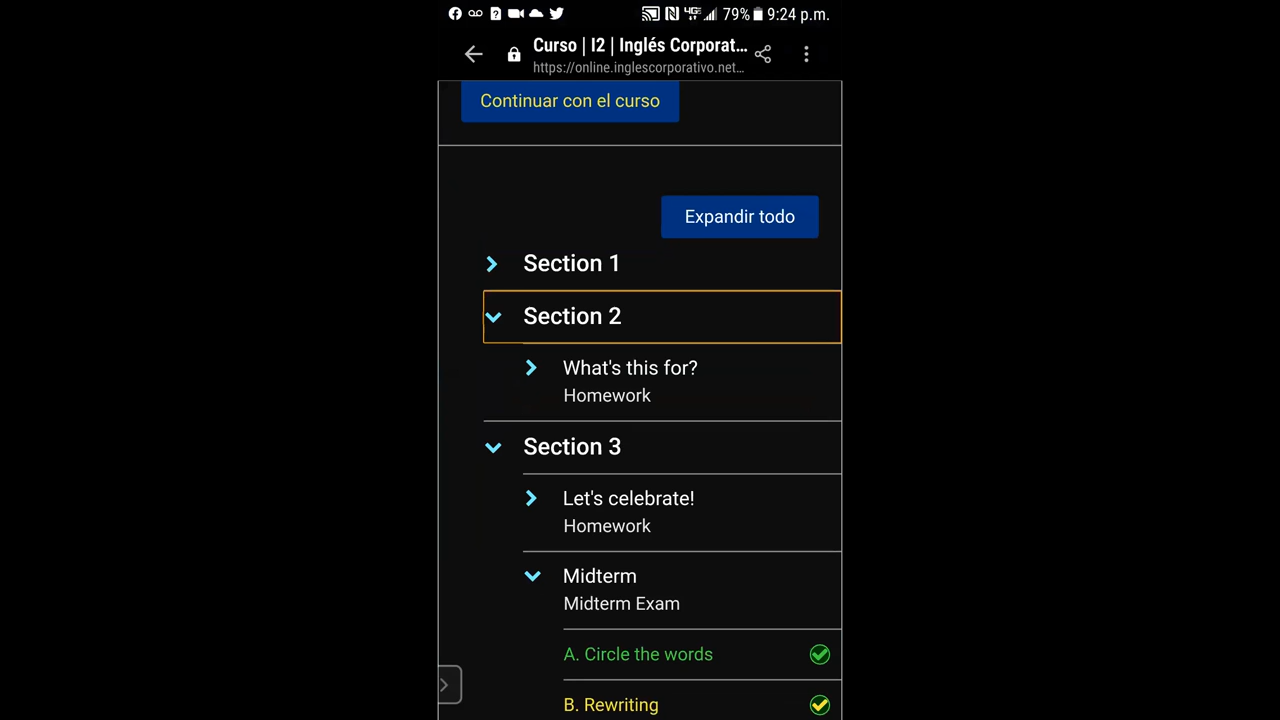 79% 9:24 p.m.
Curso | I2 | Inglés Corporat...
https://online.inglescorporativo.net...
Continuar con el curso
Expandir todo
Section 1
Section 2
What's this for?
Homework
Section 3
Let's celebrate!
Homework
Midterm
Midterm Exam
A. Circle the words
B. Rewriting